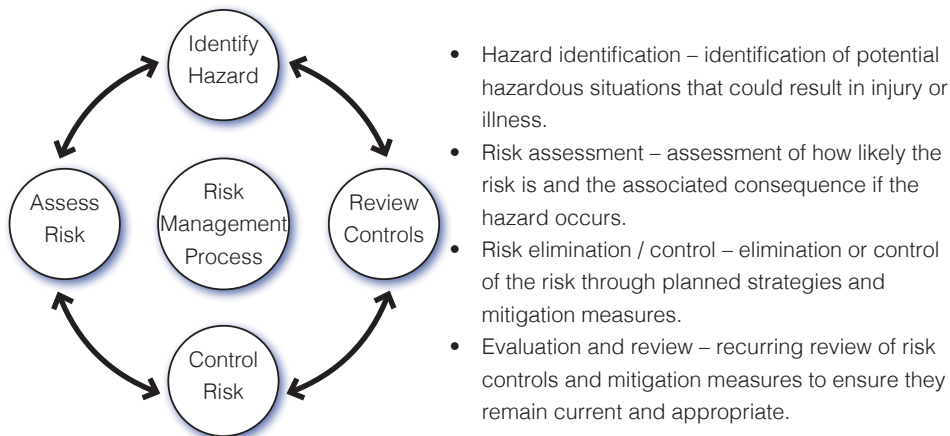 Identify
Hazard
Assess
Risk
Risk
Management
Process
Review
Controls
Control
Risk
• Hazard identification – identification of potential
hazardous situations that could result in injury or
illness.
• Risk assessment – assessment of how likely the
risk is and the associated consequence if the
hazard occurs.
• Risk elimination / control – elimination or control
of the risk through planned strategies and
mitigation measures.
• Evaluation and review – recurring review of risk
controls and mitigation measures to ensure they
remain current and appropriate.